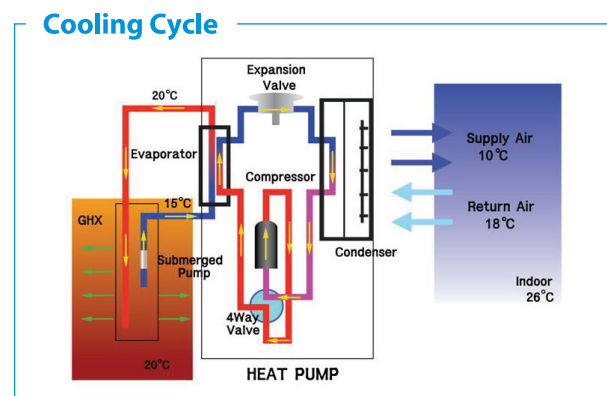 Cooling Cycle
Expansion
Valve
20°C
Evaporator
Compressor
Supply Air
10°C
15°C
GHX
Return Air
18°C
Condenser
Submerged
Pump
Indoor
26°C
4Way
Valve
20°C
HEAT PUMP